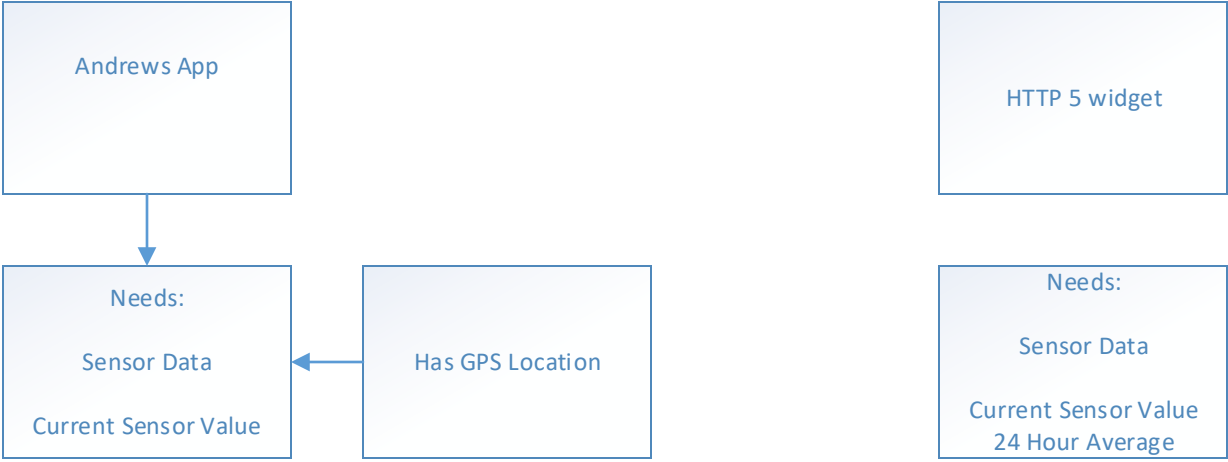 Andrews App
HTTP 5 widget
Needs:
Sensor Data
Current Sensor Value
Has GPS Location
Needs:
Sensor Data
Current Sensor Value
24 Hour Average